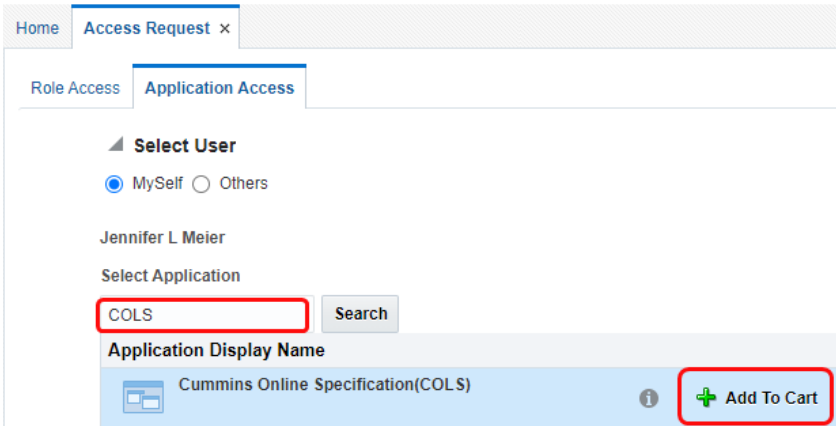 Home Access Request ×
Role Access Application Access
Select User
MySelf Others
Jennifer L Meier
Select Application
COLS Search
Application Display Name
Cummins Online Specification(COLS)
i Add To Cart